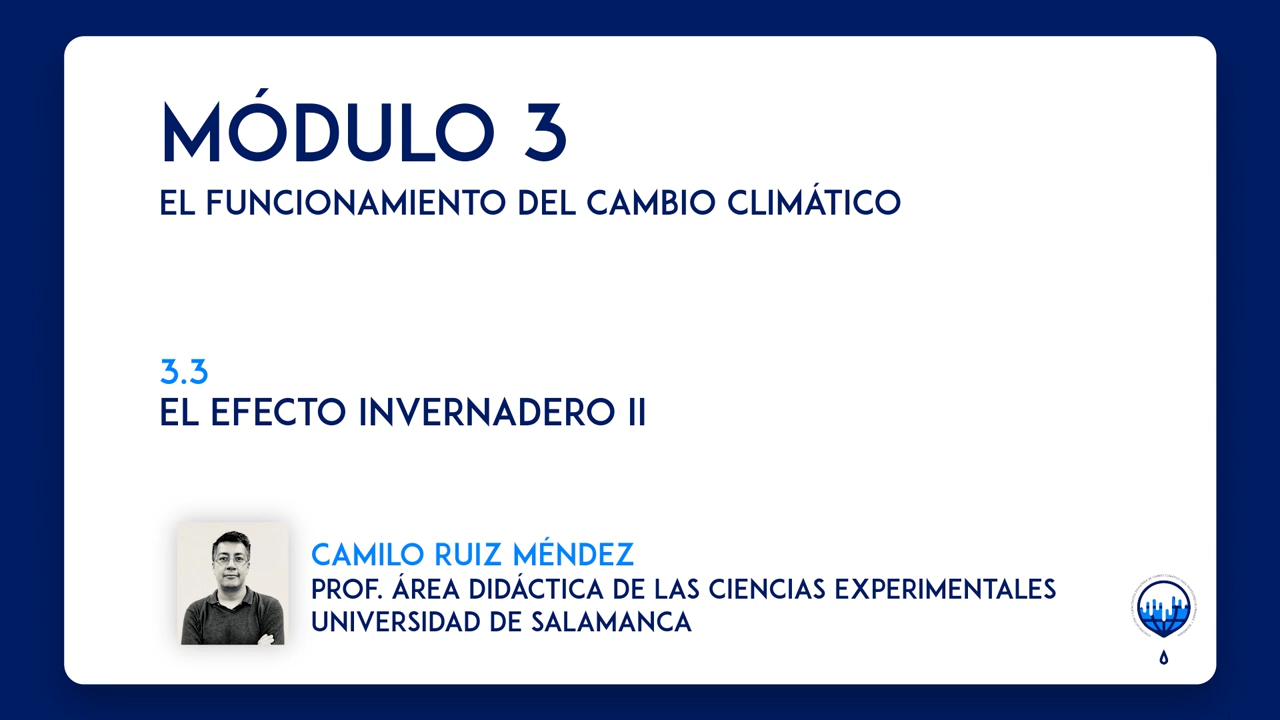 MÓDULO 3
EL FUNCIONAMIENTO DEL CAMBIO CLIMÁTICO
3.3
EL EFECTO INVERNADERO II
CAMILO RUIZ MÉNDEZ
PROF. ÁREA DIDÁCTICA DE LAS CIENCIAS EXPERIMENTALES
UNIVERSIDAD DE SALAMANCA